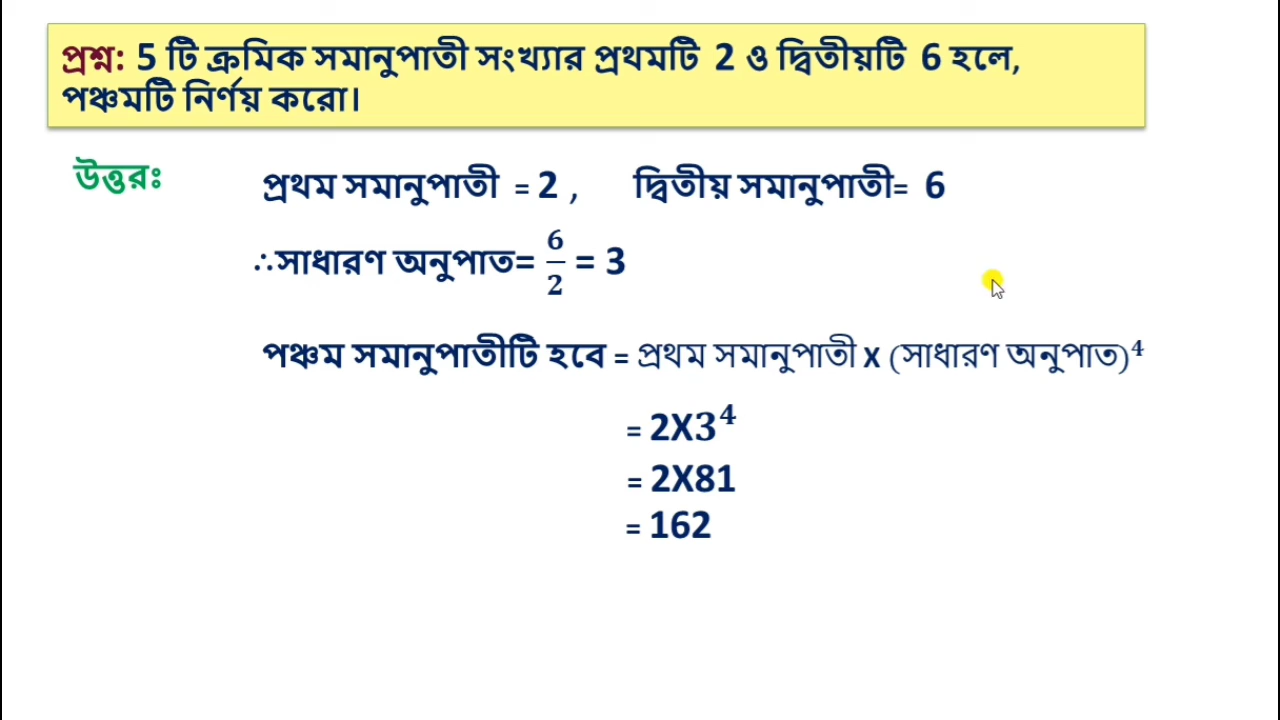 প্রশ্ন: 5 টি ক্রমিক সমানুপাতী সংখ্যার প্রথমটি 2 ও দ্বিতীয়টি 6 হলে,
পঞ্চমটি নির্ণয় করো।
উত্তরঃ প্রথম সমানুপাতী = 2 , দ্বিতীয় সমানুপাতী= 6
∴সাধারণ অনুপাত= 6/2 = 3
পঞ্চম সমানুপাতীটি হবে = প্রথম সমানুপাতী x (সাধারণ অনুপাত)⁴
= 2X3⁴
= 2X81
= 162